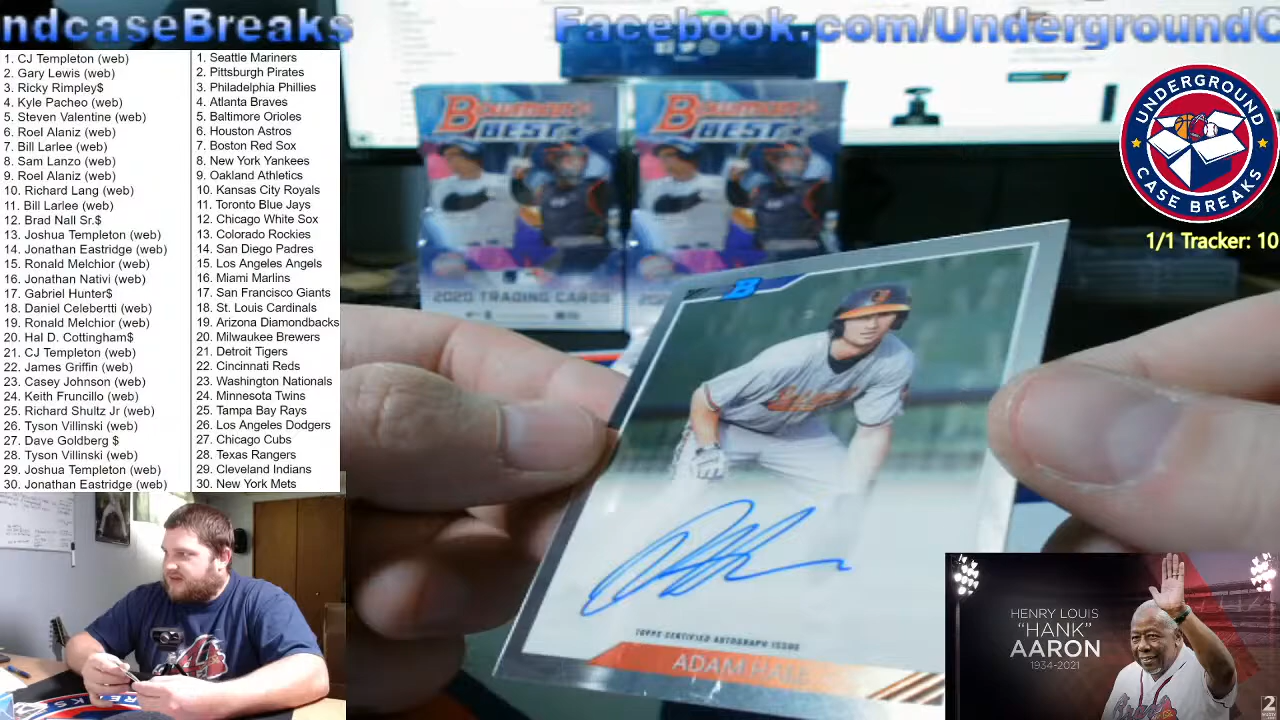 ndcaseBreaks
Facebook.com/UndergroundC
1. CJ Templeton (web)
2. Gary Lewis (web)
3. Ricky Rimpley$
4. Kyle Pacheo (web)
5. Steven Valentine (web)
6. Roel Alaniz (web)
7. Bill Larlee (web)
8. Sam Lanzo (web)
9. Roel Alaniz (web)
10. Richard Lang (web)
11. Bill Larlee (web)
12. Brad Nall Sr.$
13. Joshua Templeton (web)
14. Jonathan Eastridge (web)
15. Ronald Melchior (web)
16. Jonathan Nativi (web)
17. Gabriel Hunter$
18. Daniel Celebertti (web)
19. Ronald Melchior (web)
20. Hal D. Cottingham$
21. CJ Templeton (web)
22. James Griffin (web)
23. Casey Johnson (web)
24. Keith Fruncillo (web)
25. Richard Shultz Jr (web)
26. Tyson Villinski (web)
27. Dave Goldberg $
28. Tyson Villinski (web)
29. Joshua Templeton (web)
30. Jonathan Eastridge (web)
1. Seattle Mariners
2. Pittsburgh Pirates
3. Philadelphia Phillies
4. Atlanta Braves
5. Baltimore Orioles
6. Houston Astros
7. Boston Red Sox
8. New York Yankees
9. Oakland Athletics
10. Kansas City Royals
11. Toronto Blue Jays
12. Chicago White Sox
13. Colorado Rockies
14. San Diego Padres
15. Los Angeles Angels
16. Miami Marlins
17. San Francisco Giants
18. St. Louis Cardinals
19. Arizona Diamondbacks
20. Milwaukee Brewers
21. Detroit Tigers
22. Cincinnati Reds
23. Washington Nationals
24. Minnesota Twins
25. Tampa Bay Rays
26. Los Angeles Dodgers
27. Chicago Cubs
28. Texas Rangers
29. Cleveland Indians
30. New York Mets
UNDERGROUND
CASE BREAKS
1/1 Tracker: 10
Bowman's
BEST
2020 TRADING CARDS
Bowman's
BEST
B
TOPPS CERTIFIED AUTOGRAPH ISSUE
ADAM HALL
HENRY LOUIS
"HANK"
AARON
1934-2021
2